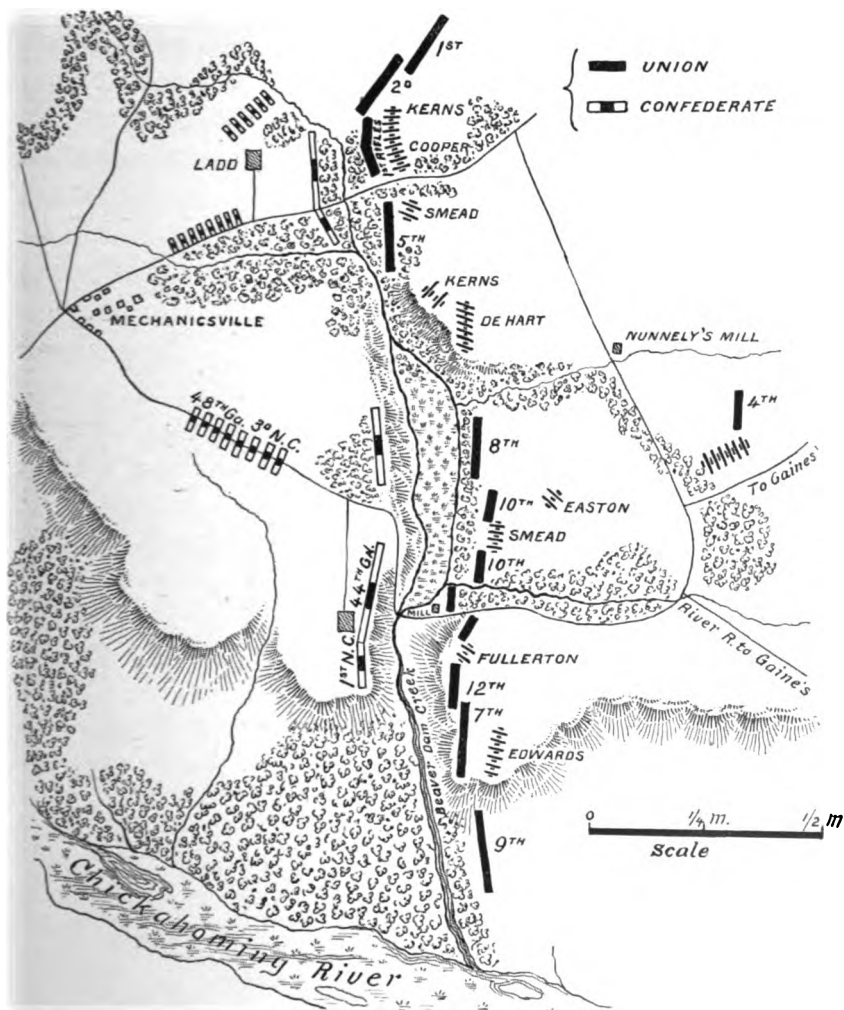 1ST
2D
UNION
CONFEDERATE
KERNS
1ST RIFLES
COOPER
LADD
SMEAD
5TH
KERNS
DE HART
MECHANICSVILLE
NUNNELY'S MILL
4TH
48TH Ga. 3D N.C.
8TH
To Gaines'
10TH
EASTON
SMEAD
10TH
44TH GA.
MILL
River R. to Gaine's
1ST N.C.
FULLERTON
12TH
7TH
Beaver Dam Creek
EDWARDS
0 1/4 m. 1/2 m
Scale
9TH
Chickahominy River